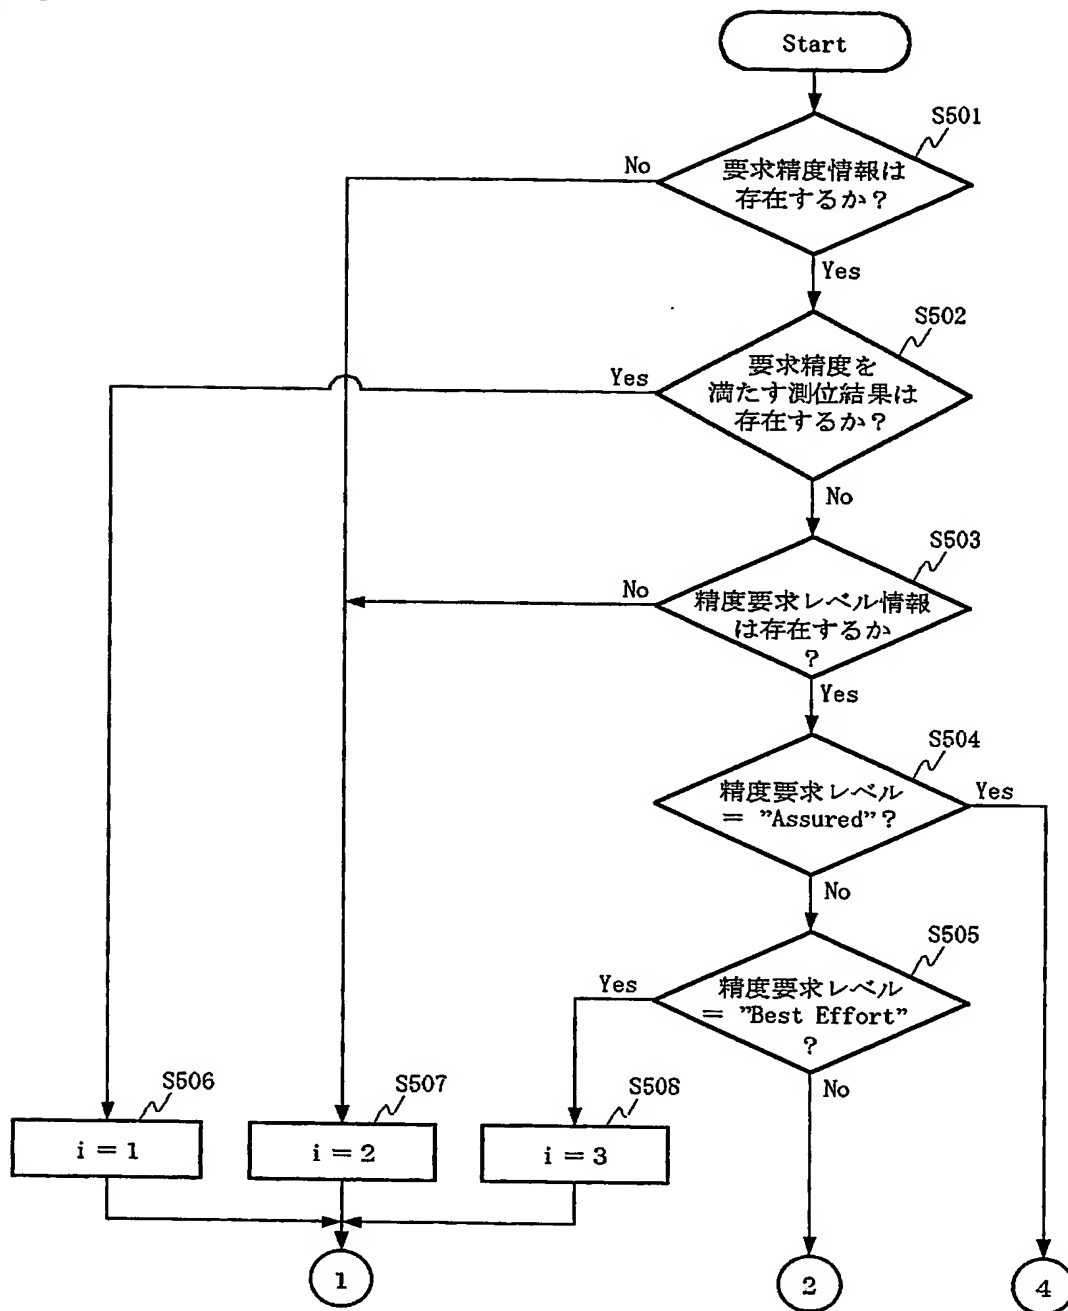 Start
S501
No
要求精度情報は
存在するか？
Yes
S502
Yes
要求精度を
満たす測位結果は
存在するか？
No
S503
No
精度要求レベル情報
は存在するか
？
Yes
S504
精度要求レベル
＝ ”Assured”？
Yes
No
S505
Yes
精度要求レベル
＝ ”Best Effort”
？
No
S506
S507
S508
i = 1
i = 2
i = 3
1
2
4